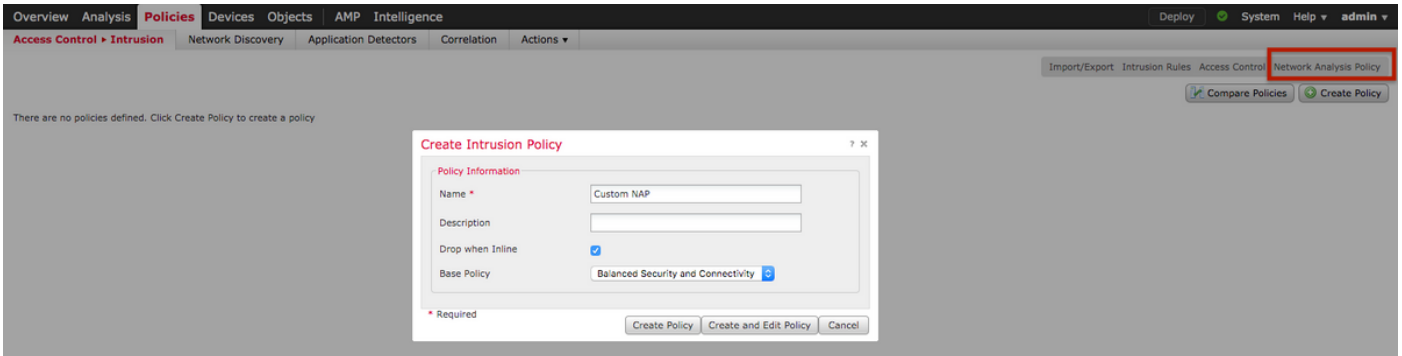 Overview Analysis Policies Devices Objects AMP Intelligence Deploy System Help ▾ admin ▾
Access Control ▸ Intrusion Network Discovery Application Detectors Correlation Actions ▾
Import/Export Intrusion Rules Access Control Network Analysis Policy
Compare Policies Create Policy
There are no policies defined. Click Create Policy to create a policy
Create Intrusion Policy ? X
Policy Information
Name * Custom NAP
Description
Drop when Inline
Base Policy Balanced Security and Connectivity
* Required
Create Policy Create and Edit Policy Cancel